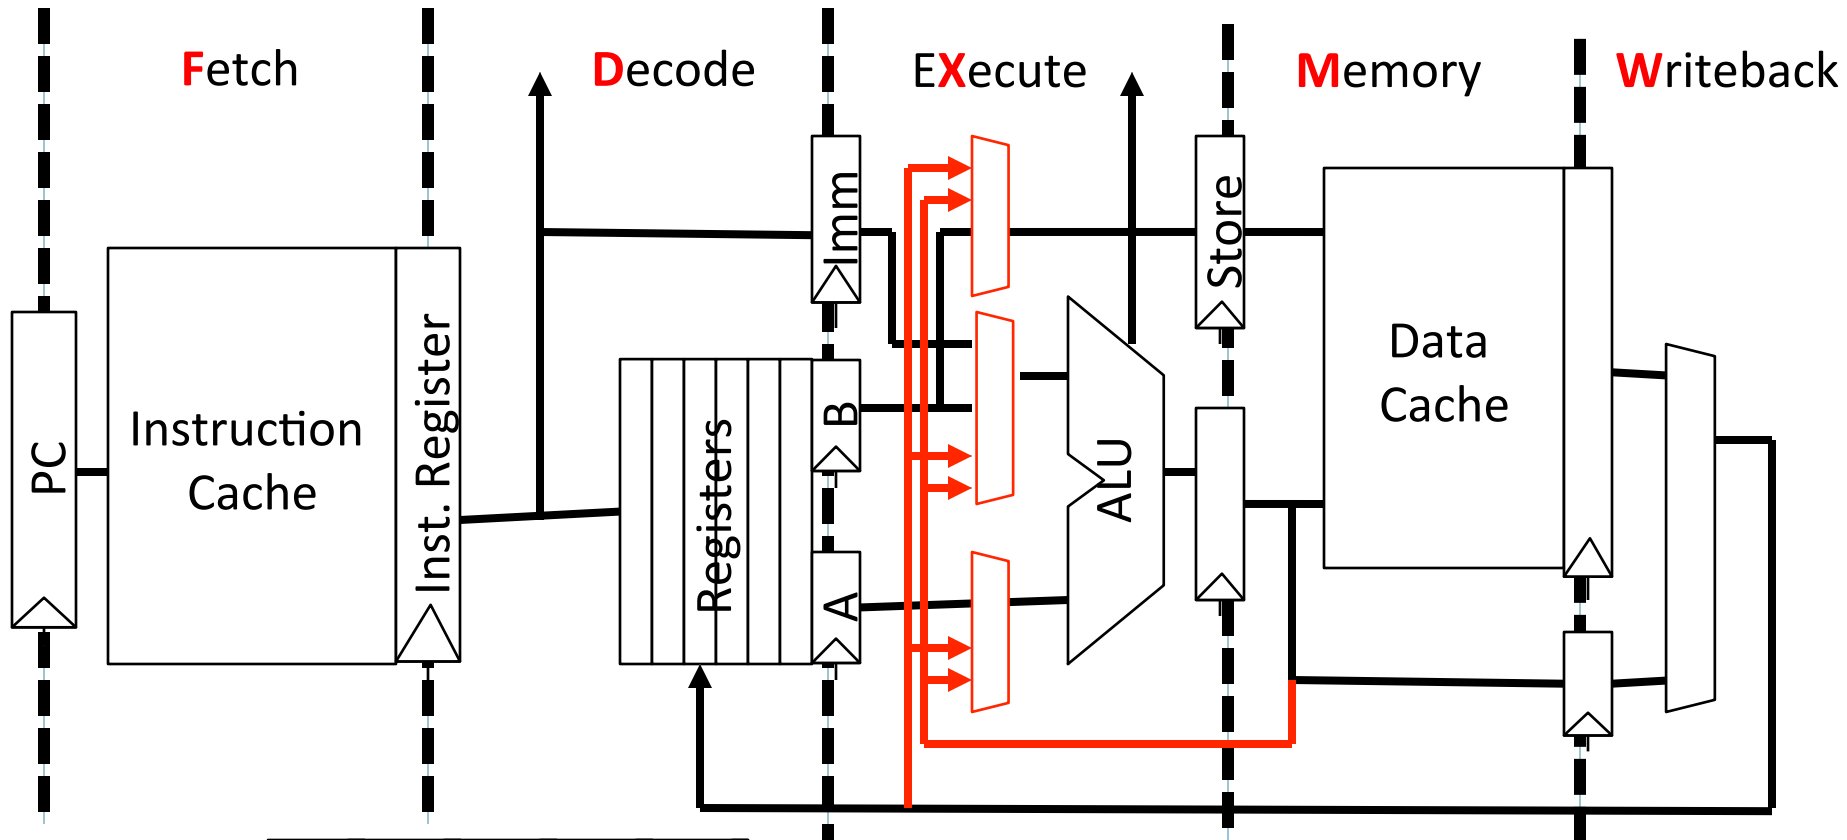 Fetch
Decode
EXecute
Memory
Writeback
PC
Instruction
Cache
Inst. Register
Registers
Imm
B
A
ALU
Store
Data
Cache